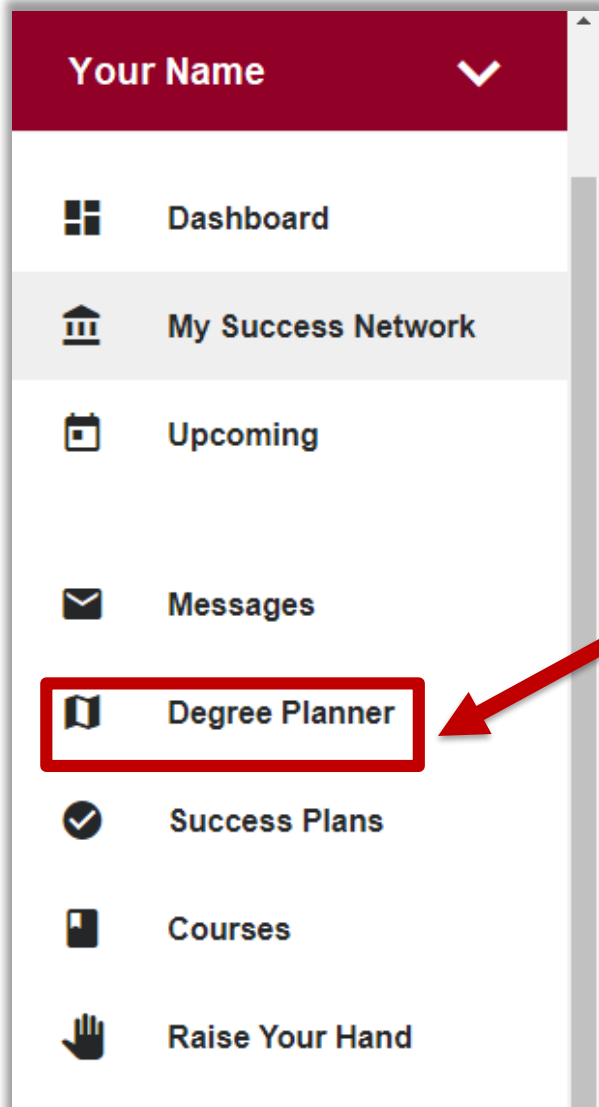 Your Name
Dashboard
My Success Network
Upcoming
Messages
Degree Planner
Success Plans
Courses
Raise Your Hand